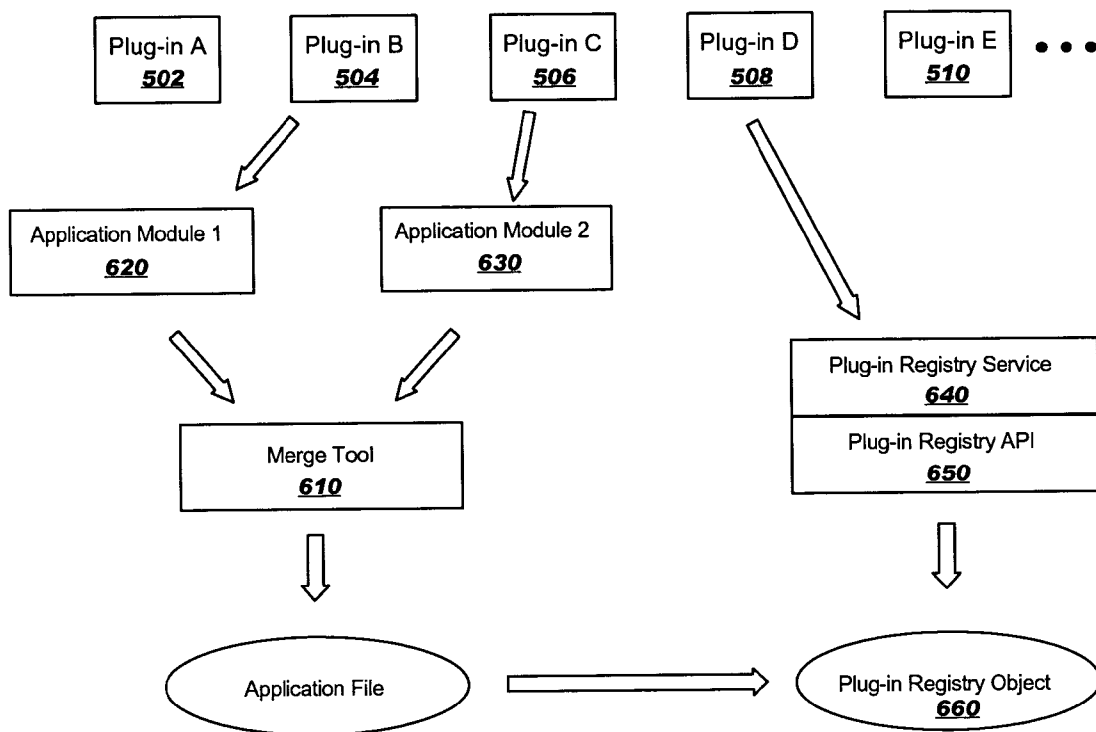 Plug-in A
502
Plug-in B
504
Plug-in C
506
Plug-in D
508
Plug-in E
510
Application Module 1
620
Application Module 2
630
Plug-in Registry Service
640
Plug-in Registry API
650
Merge Tool
610
Application File
Plug-in Registry Object
660